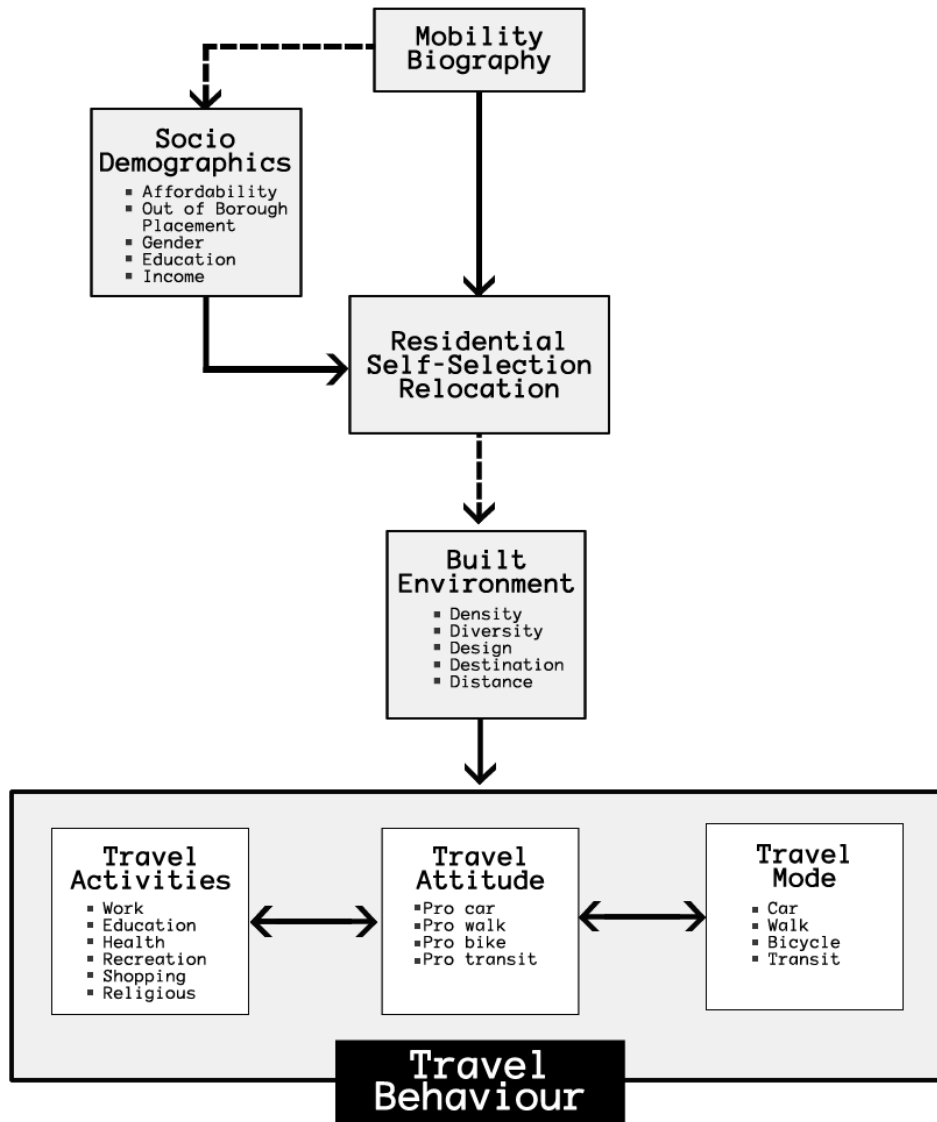 Mobility
Biography
Socio
Demographics
▪ Affordability
▪ Out of Borough
Placement
▪ Gender
▪ Education
▪ Income
Residential
Self-Selection
Relocation
Built
Environment
▪ Density
▪ Diversity
▪ Design
▪ Destination
▪ Distance
Travel
Activities
▪ Work
▪ Education
▪ Health
▪ Recreation
▪ Shopping
▪ Religious
Travel
Attitude
▪Pro car
▪Pro walk
▪Pro bike
▪Pro transit
Travel
Mode
▪ Car
▪ Walk
▪ Bicycle
▪ Transit
Travel
Behaviour